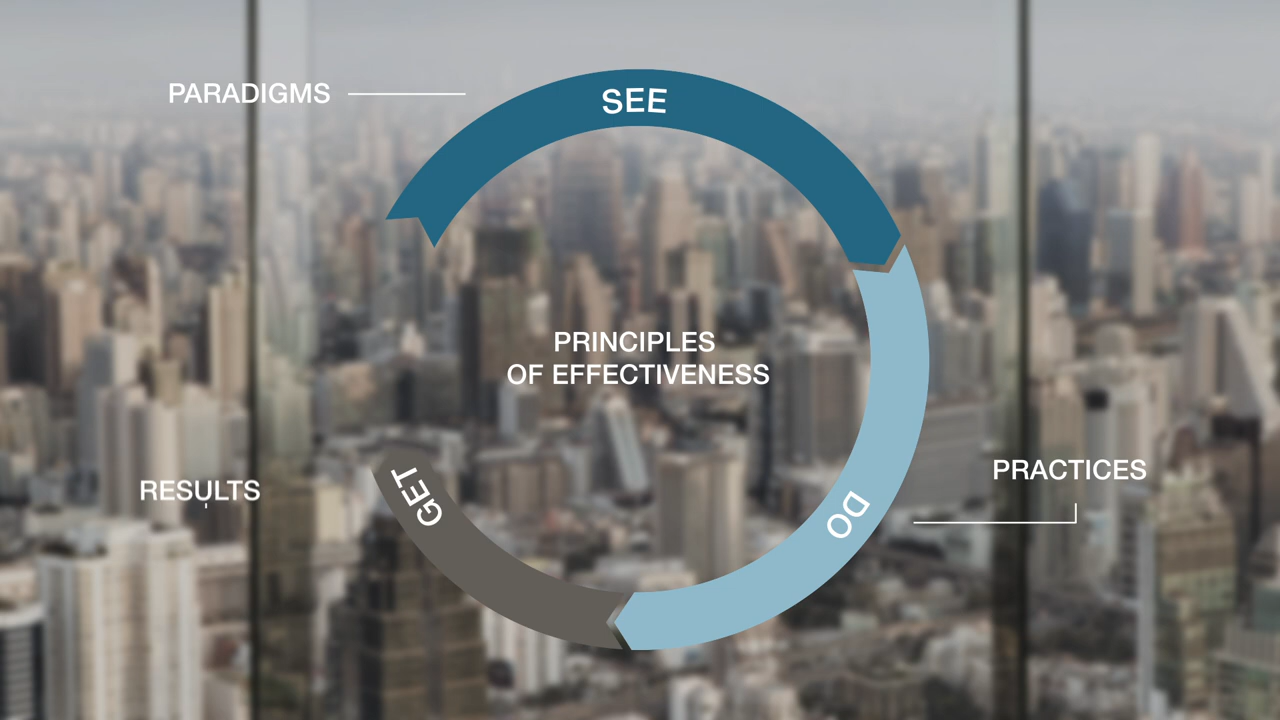 PARADIGMS
SEE
PRINCIPLES
OF EFFECTIVENESS
GET
RESULTS
DO
PRACTICES